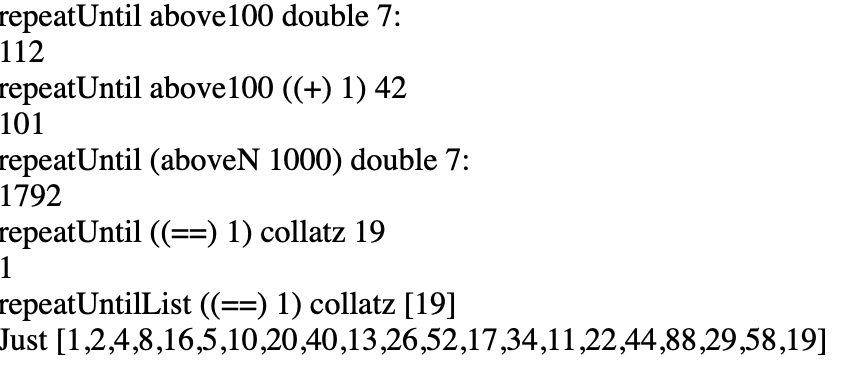 repeatUntil above100 double 7:
112
repeatUntil above100 ((+) 1) 42
101
repeatUntil (aboveN 1000) double 7:
1792
repeatUntil ((==) 1) collatz 19
1
repeatUntilList ((==) 1) collatz [19]
Just [1,2,4,8,16,5,10,20,40,13,26,52,17,34,11,22,44,88,29,58,19]